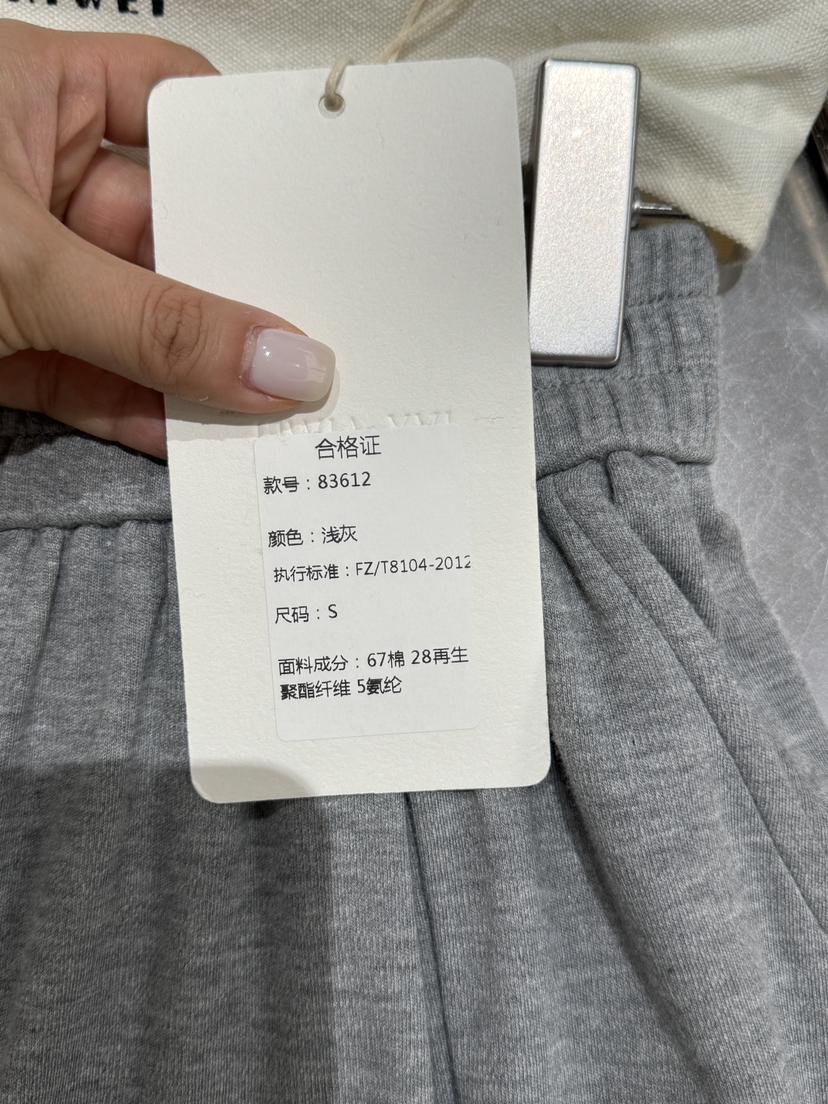 合格证
款号：83612
颜色：浅灰
执行标准：FZ/T8104-2012
尺码：S
面料成分：67棉 28再生
聚酯纤维 5氨纶